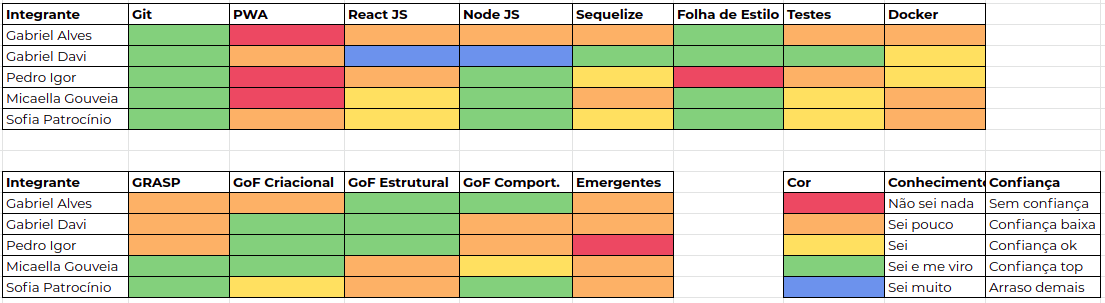 Integrante Git PWA React JS Node JS Sequelize Folha de Estilo Testes Docker
Gabriel Alves
Gabriel Davi
Pedro Igor
Micaella Gouveia
Sofia Patrocínio
Integrante GRASP GoF Criacional GoF Estrutural GoF Comport. Emergentes Cor Conhecimento Confiança
Gabriel Alves Não sei nada Sem confiança
Gabriel Davi Sei pouco Confiança baixa
Pedro Igor Sei Confiança ok
Micaella Gouveia Sei e me viro Confiança top
Sofia Patrocínio Sei muito Arraso demais